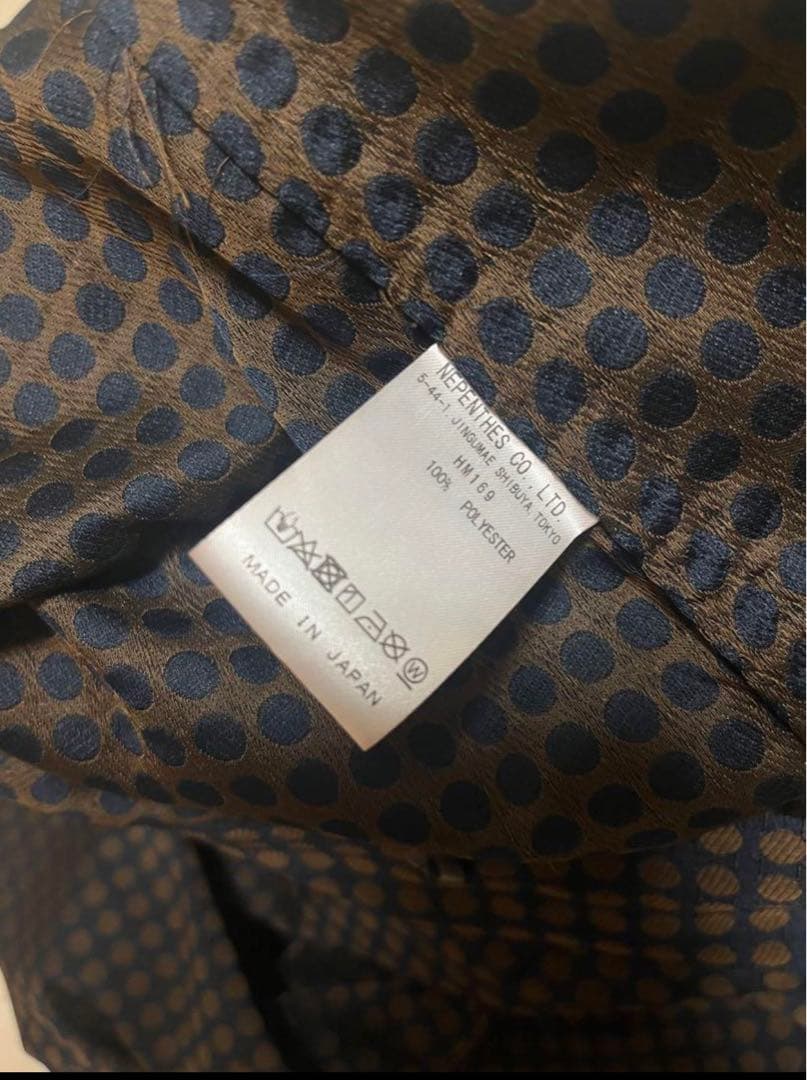 NEPENTHES CO., LTD.
5-44-1 JINGUMAE SHIBUYA, TOKYO
HM169
100% POLYESTER
W
MADE IN JAPAN